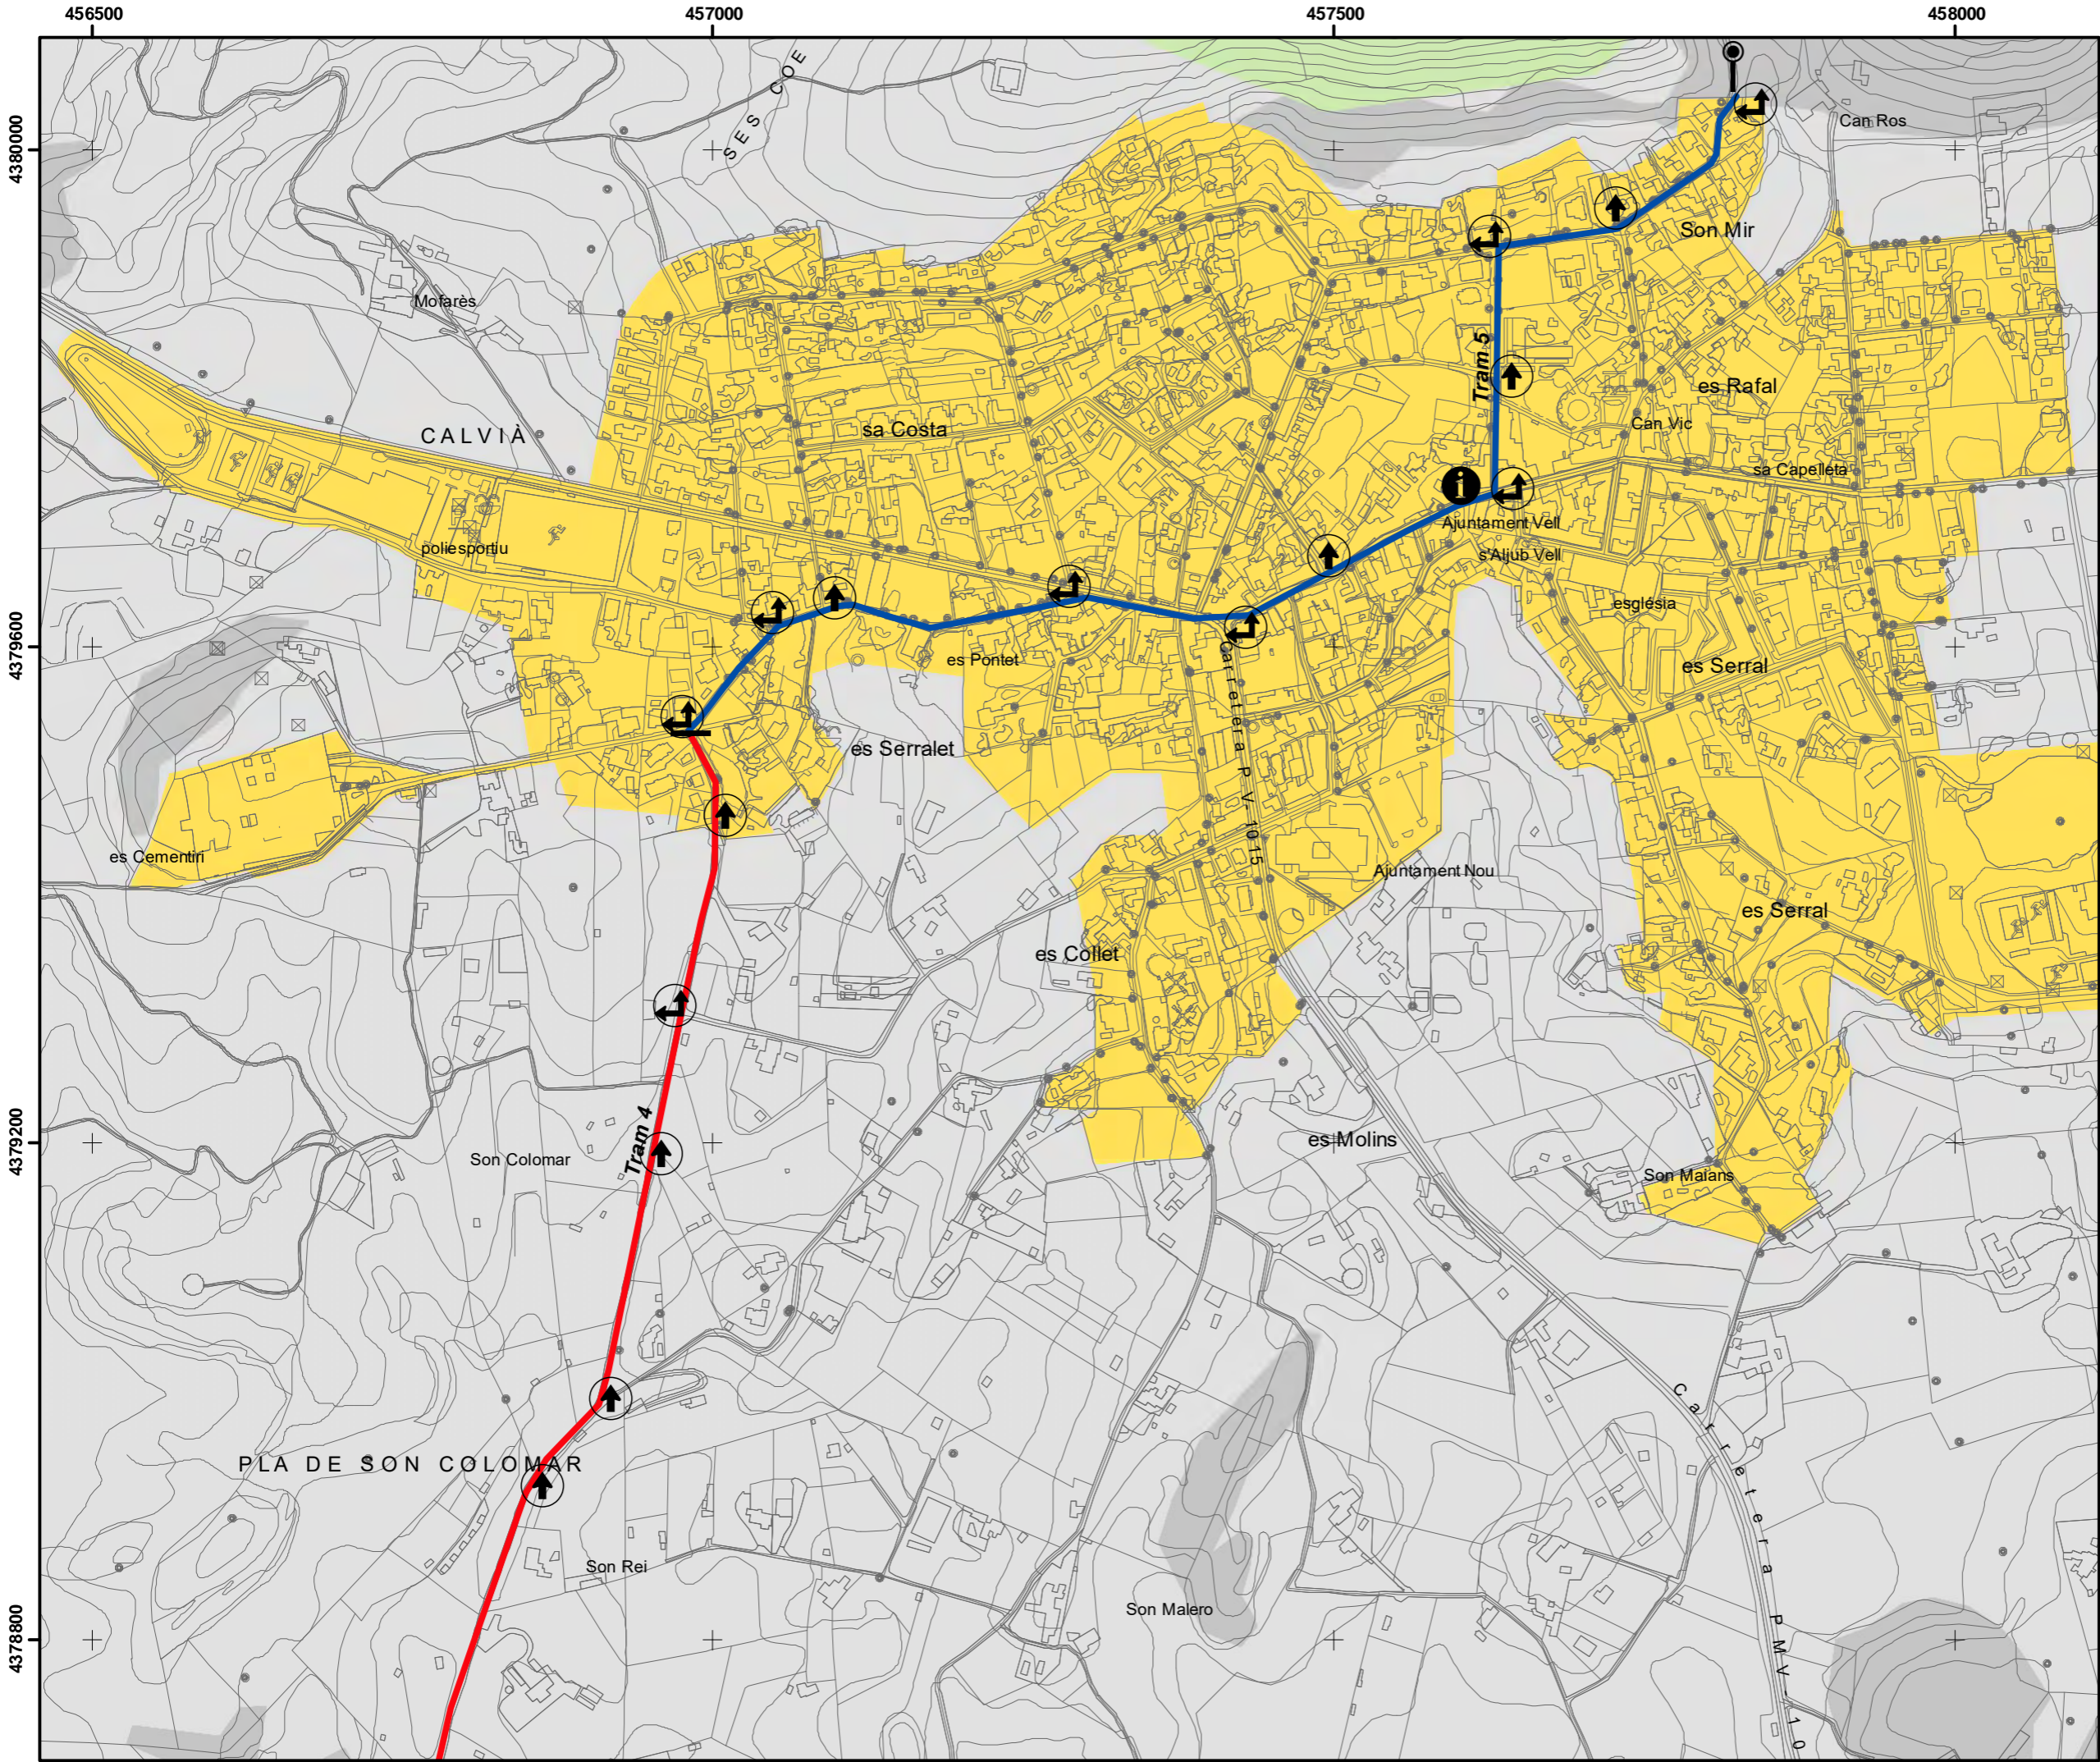 456500
457000
457500
458000
4380000
4379600
4379200
4378800
SES COE
Can Ros
Son Mir
Mofarès
Tram 5
es Rafal
CALVIÀ
sa Costa
Can Vic
sa Capelleta
i
Ajuntament Vell
poliesportiu
s'Aljub Vell
església
es Pontet
es Serral
Carretera PV-1015
es Serralet
es Cementiri
Ajuntament Nou
es Serral
es Collet
Tram 4
es Molins
Son Colomar
Son Maians
Carretera PMV-10
PLA DE SON COLOMAR
Son Rei
Son Malero